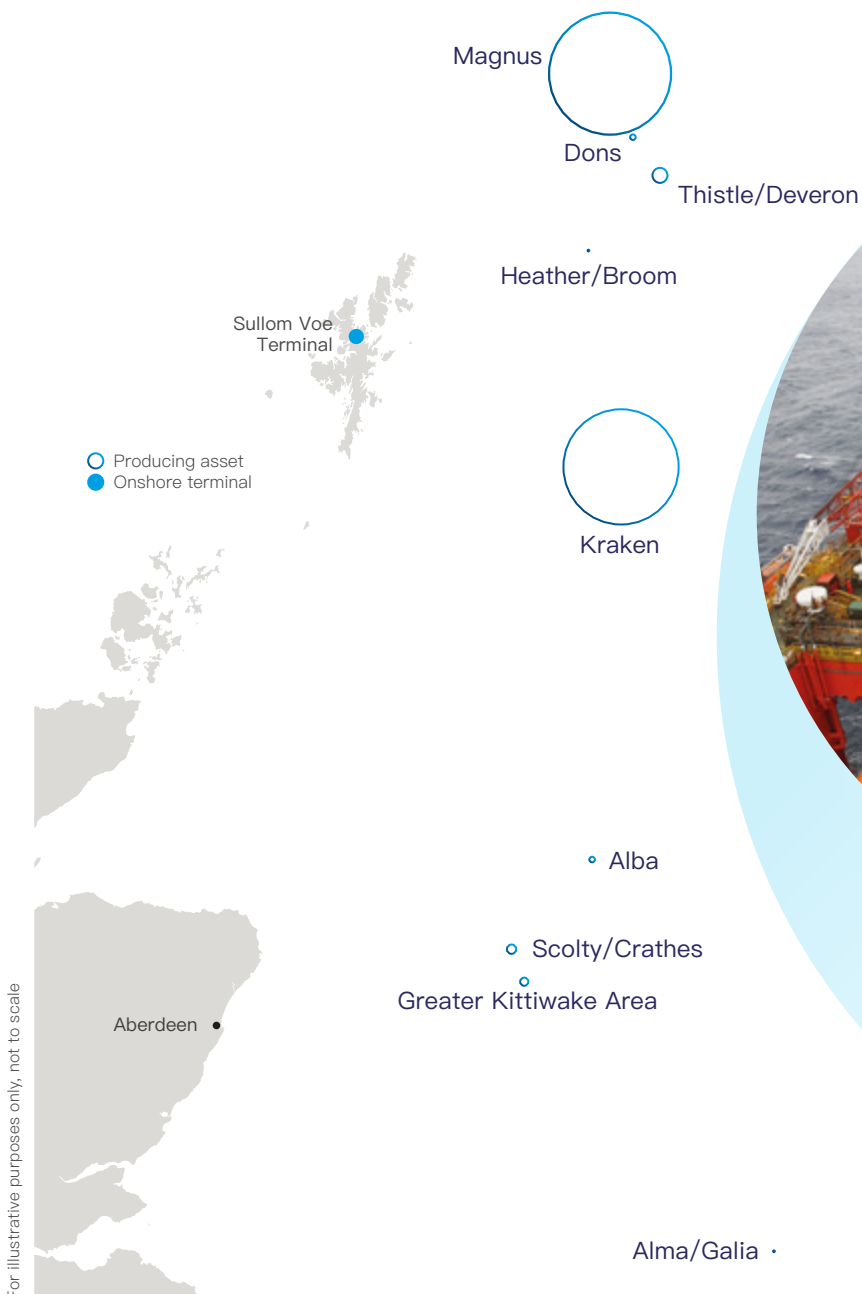 Magnus
Dons
Thistle/Deveron
Heather/Broom
Sullom Voe
Terminal
Producing asset
Onshore terminal
Kraken
Alba
Scolty/Crathes
Greater Kittiwake Area
Aberdeen
Alma/Galia
For illustrative purposes only, not to scale